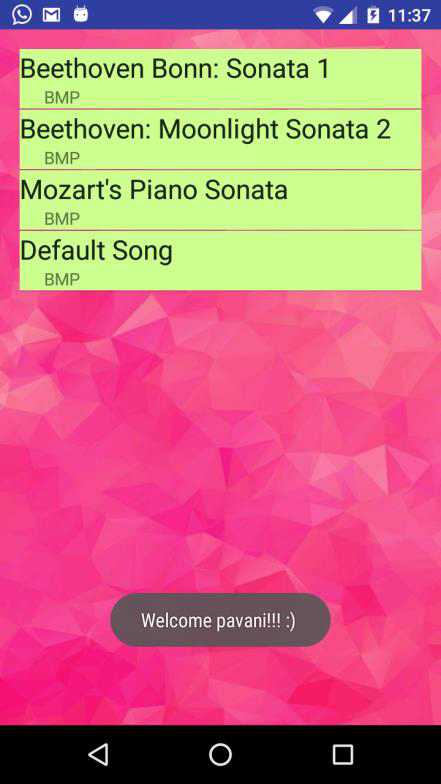 11:37
Beethoven Bonn: Sonata 1
BMP
Beethoven: Moonlight Sonata 2
BMP
Mozart's Piano Sonata
BMP
Default Song
BMP
Welcome pavani!!! :)